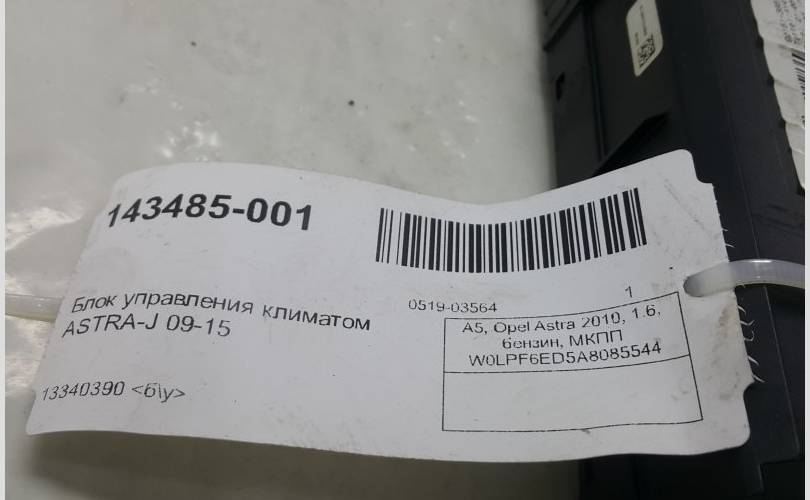 143485-001
Блок управления климатом
ASTRA-J 09-15
13340390 <б\у>
0519-03564
1
A5, Opel Astra 2010, 1.6,
бензин, МКПП
W0LPF6ED5A8085544